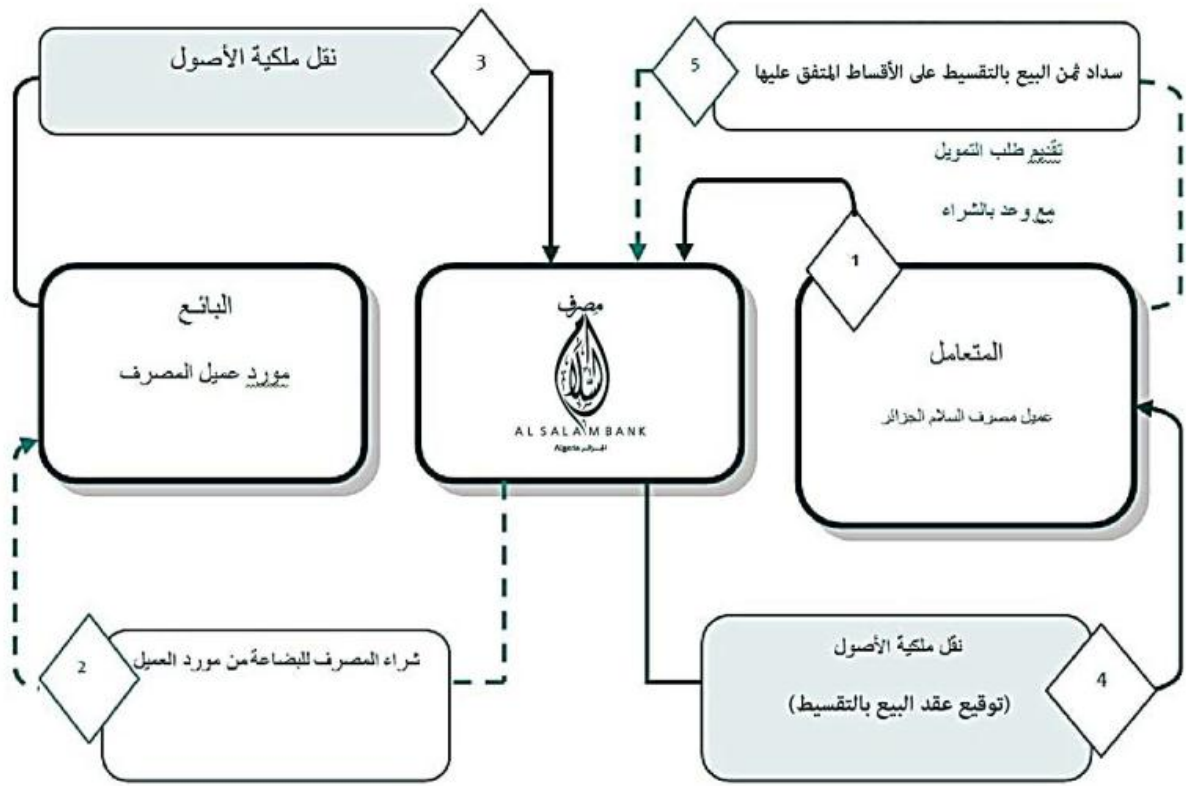 نقل ملكية الأصول
3
5
سداد ثمن البيع بالتقسيط على الأقساط المتفق عليها
تقديم طلب التمويل
مع وعد بالشراء
1
البائع
مورد عميل المصرف
مصرف
السلام
AL SALAM BANK
Algeria الجزائر
المتعامل
عميل مصرف السلام الجزائر
2
شراء المصرف للبضاعة من مورد العميل
نقل ملكية الأصول
(توقيع عقد البيع بالتقسيط)
4